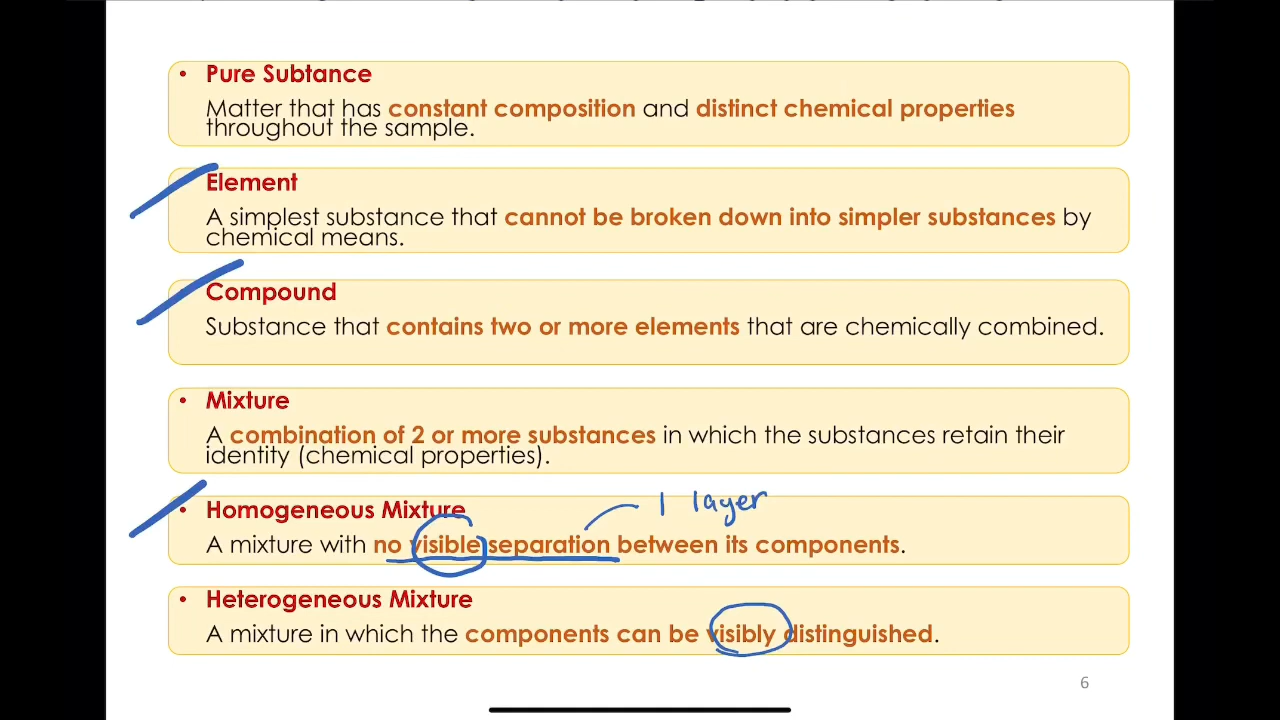 • Pure Subtance
Matter that has constant composition and distinct chemical properties
throughout the sample.
Element
A simplest substance that cannot be broken down into simpler substances by
chemical means.
Compound
Substance that contains two or more elements that are chemically combined.
• Mixture
A combination of 2 or more substances in which the substances retain their
identity (chemical properties).
• Homogeneous Mixture
1 layer
A mixture with no visible separation between its components.
• Heterogeneous Mixture
A mixture in which the components can be visibly distinguished.
6